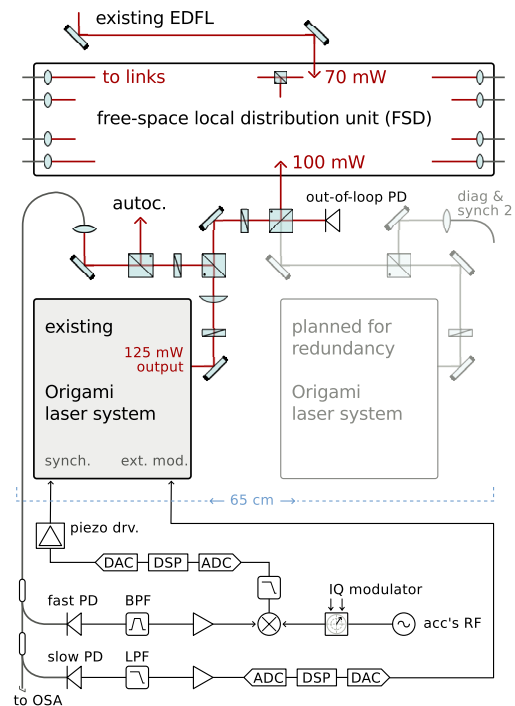 existing EDFL
to links
70 mW
free-space local distribution unit (FSD)
100 mW
autoc.
out-of-loop PD
diag &
synch 2
existing
125 mW
output
Origami
laser system
synch.
ext. mod.
planned for
redundancy
Origami
laser system
65 cm
piezo drv.
DAC
DSP
ADC
fast PD
BPF
IQ modulator
acc's RF
slow PD
LPF
ADC
DSP
DAC
to OSA